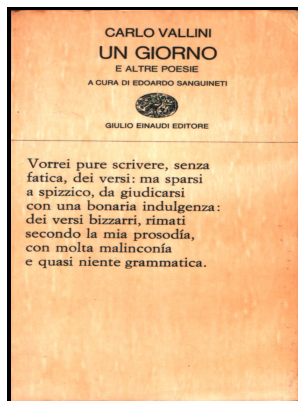 CARLO VALLINI
UN GIORNO
E ALTRE POESIE
A CURA DI EDOARDO SANGUINETI
GIULIO EINAUDI EDITORE
Vorrei pure scrivere, senza
fatica, dei versi: ma sparsi
a spizzico, da giudicarsi
con una bonaria indulgenza:
dei versi bizzarri, rimati
secondo la mia prosodía,
con molta malinconía
e quasi niente grammatica.